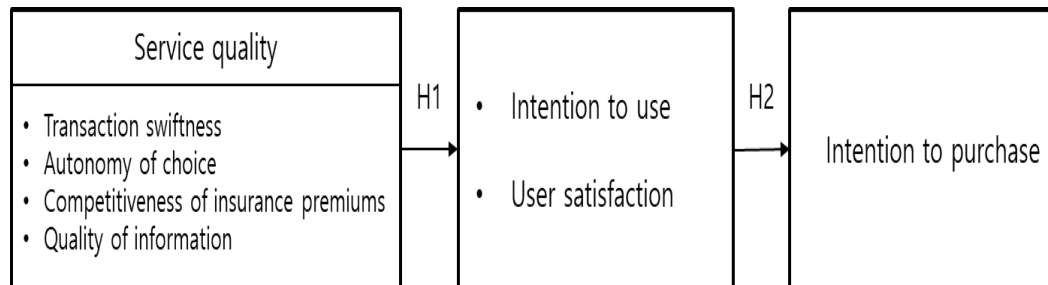 Service quality
• Transaction swiftness
• Autonomy of choice
• Competitiveness of insurance premiums
• Quality of information
H1
• Intention to use
• User satisfaction
H2
Intention to purchase